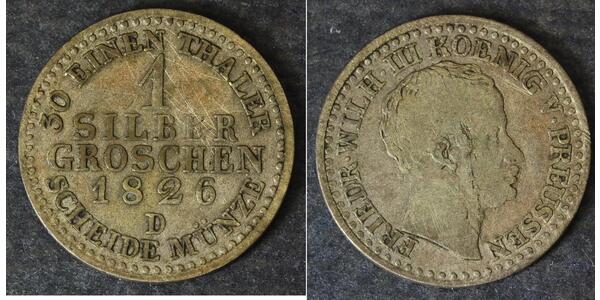 30 EINEN THALER
1
SILBER
GROSCHEN
1826
D
SCHEIDE MÜNZE
FRIEDR·WILH·III KOENIG V·PREUSSEN